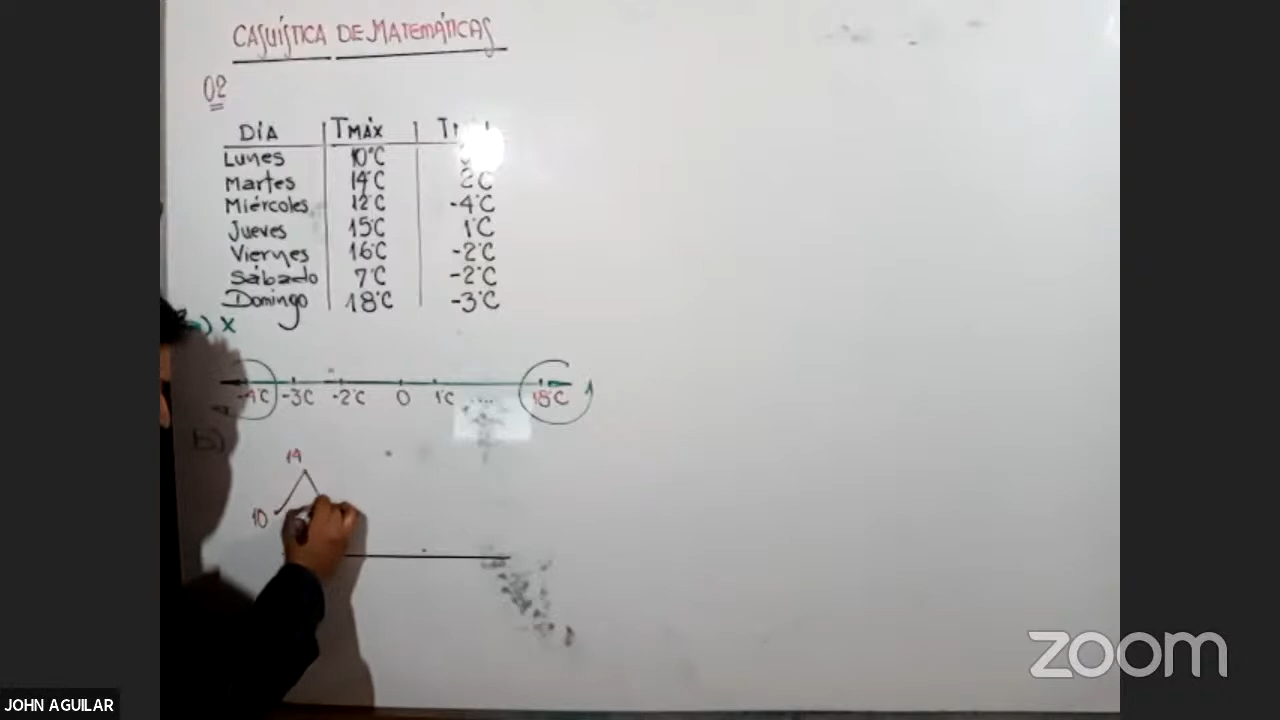 CASUÍSTICA DE MATEMÁTICAS
02
DÍA TMÁX
Lunes 10°C
Martes 14°C 2°C
Miércoles 12°C -4°C
Jueves 15°C 1°C
Viernes 16°C -2°C
Sábado 7°C -2°C
Domingo 18°C -3°C
) X
-4°C -3°C -2°C 0 1°C .... 18°C
b)
14
10
zoom
JOHN AGUILAR